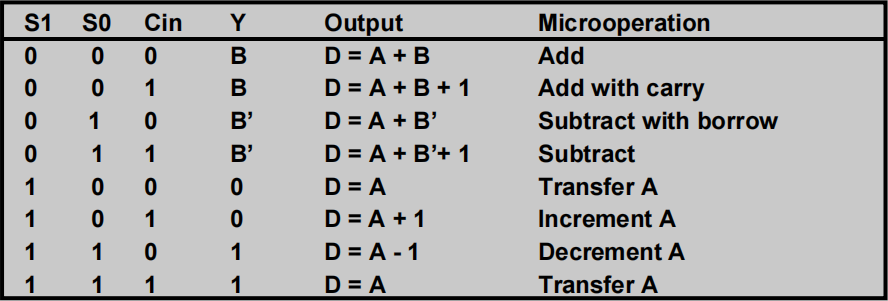 S1 S0 Cin Y Output Microoperation
0 0 0 B D = A + B Add
0 0 1 B D = A + B + 1 Add with carry
0 1 0 B’ D = A + B’ Subtract with borrow
0 1 1 B’ D = A + B’+ 1 Subtract
1 0 0 0 D = A Transfer A
1 0 1 0 D = A + 1 Increment A
1 1 0 1 D = A - 1 Decrement A
1 1 1 1 D = A Transfer A